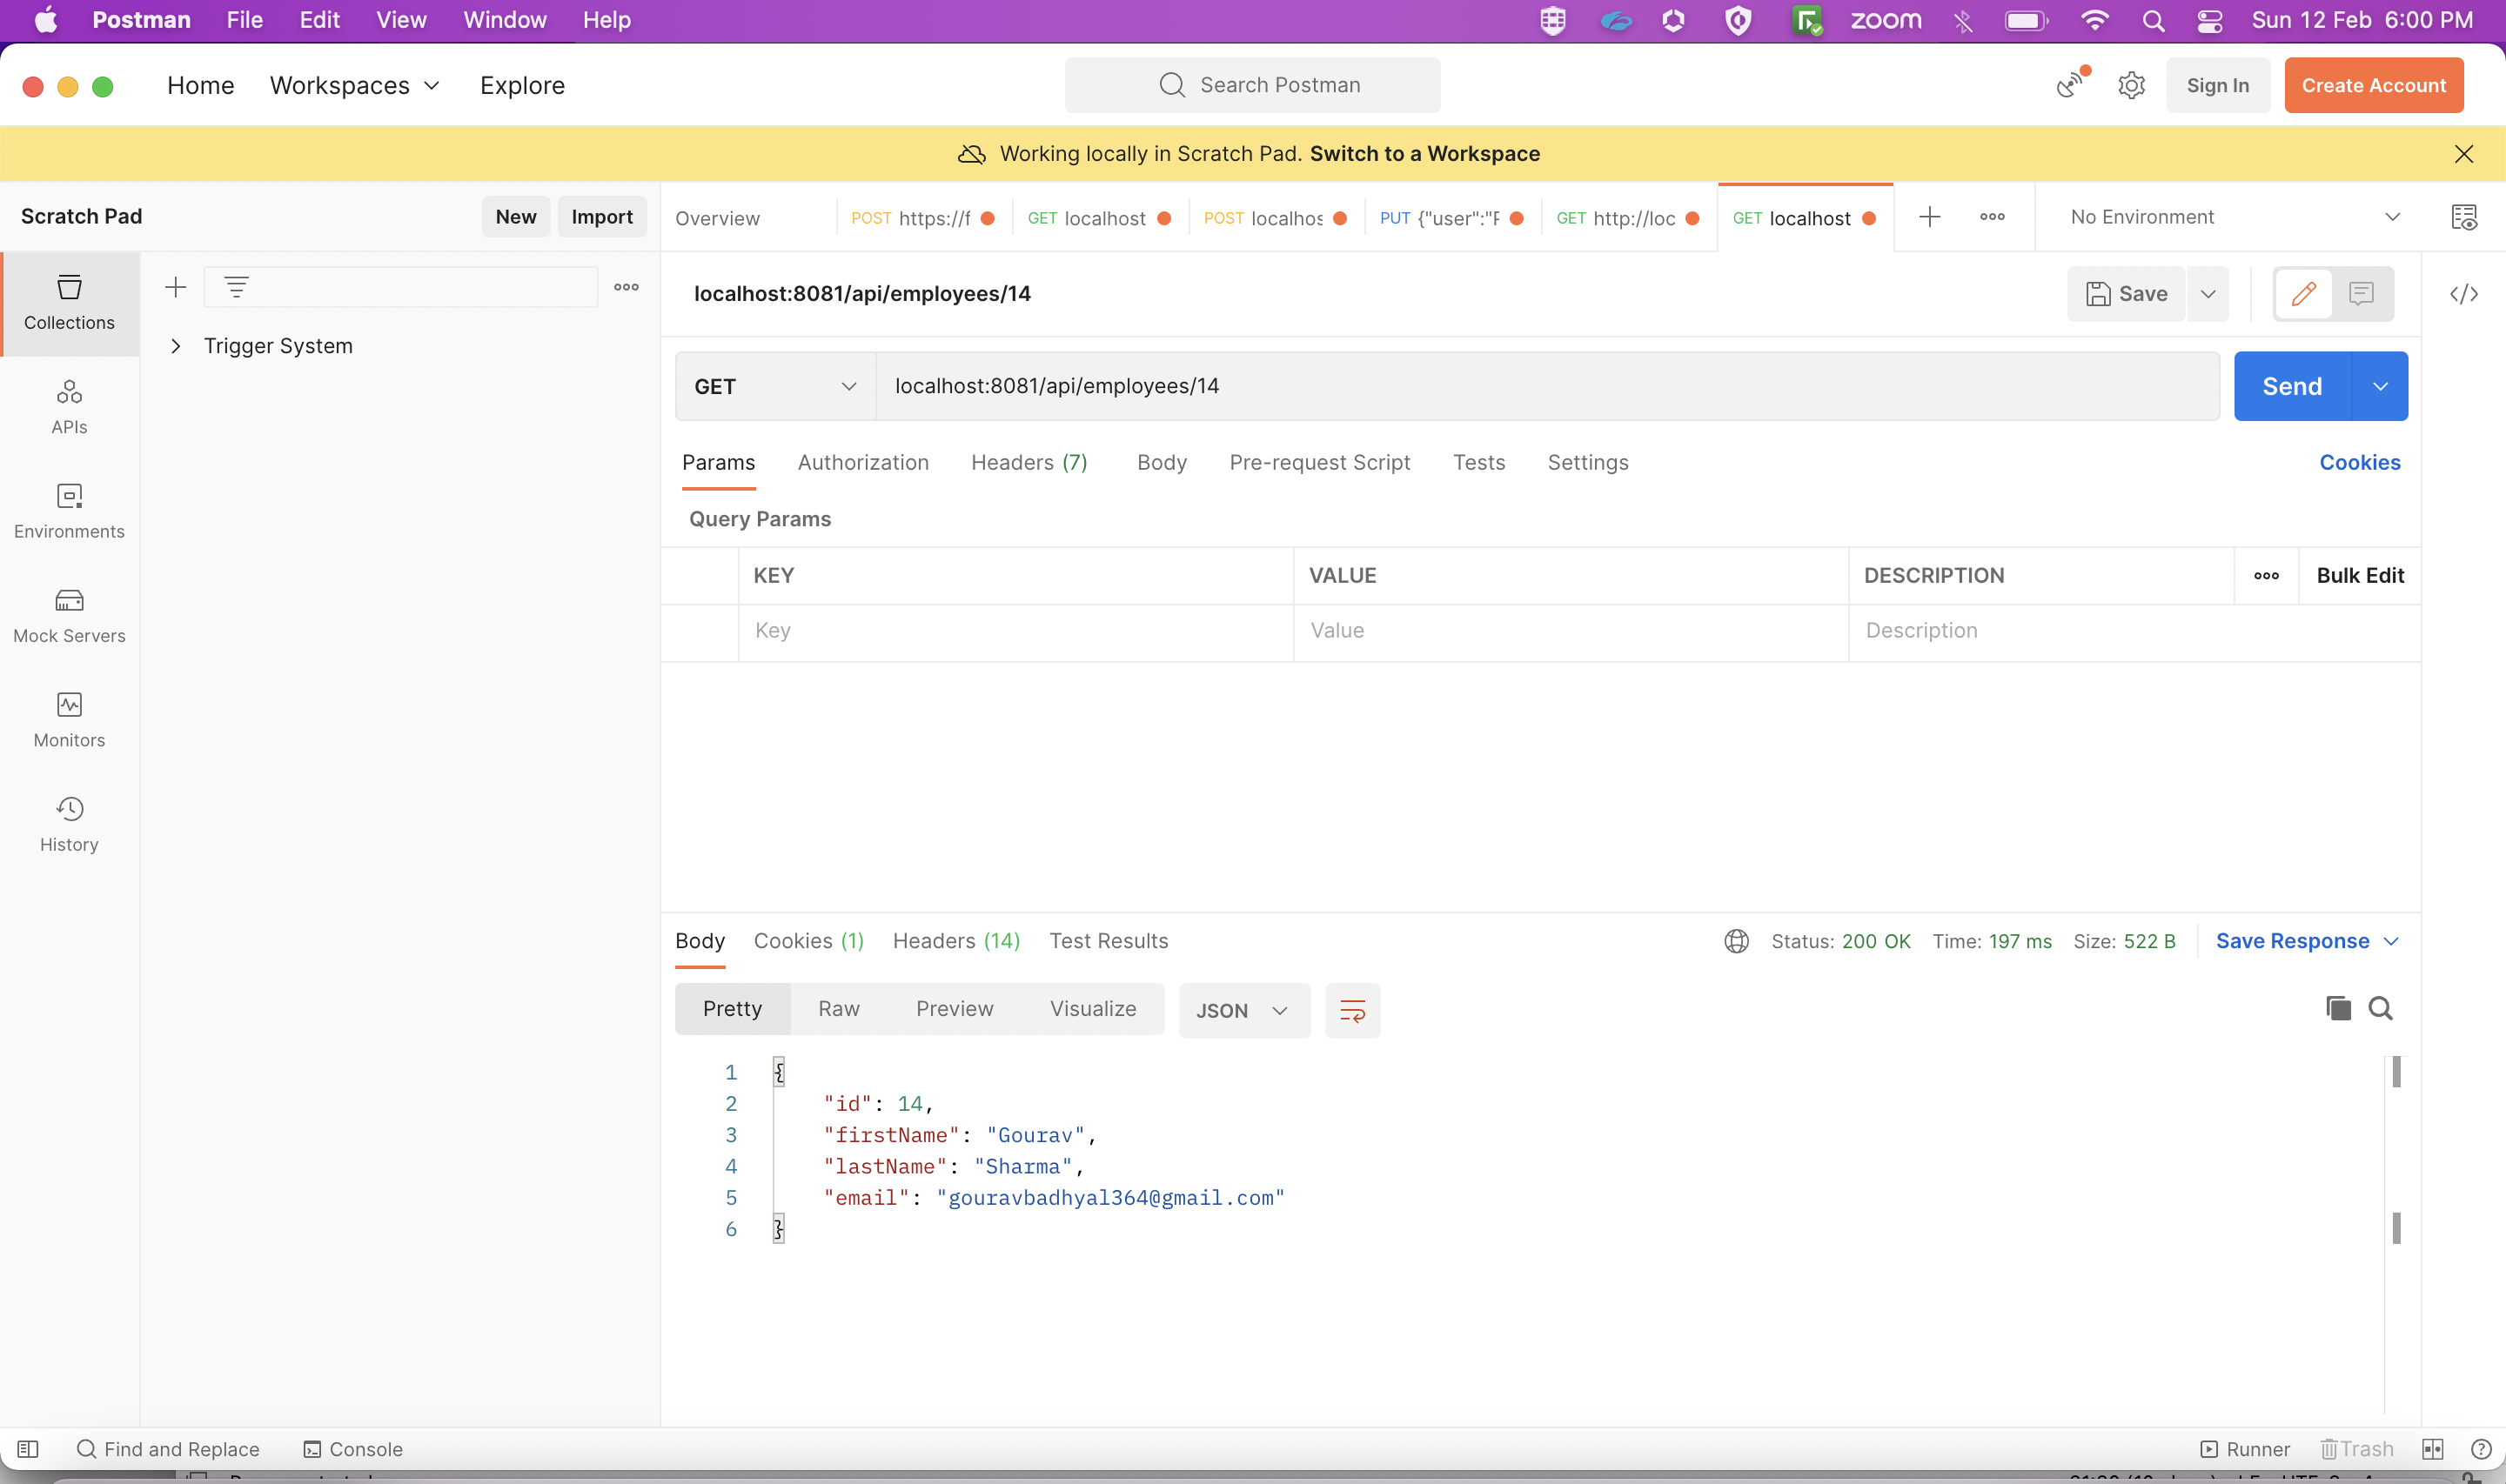 Postman File Edit View Window Help zoom Sun 12 Feb 6:00 PM
Home Workspaces Explore Search Postman Sign In Create Account
Working locally in Scratch Pad. Switch to a Workspace
Scratch Pad New Import Overview POST https://f GET localhost POST localhos PUT {"user":"F GET http://loc GET localhost No Environment
Collections
Trigger System
APIs
Environments
Mock Servers
Monitors
History
localhost:8081/api/employees/14 Save
GET localhost:8081/api/employees/14 Send
Params Authorization Headers (7) Body Pre-request Script Tests Settings Cookies
Query Params
KEY VALUE DESCRIPTION Bulk Edit
Key Value Description
Body Cookies (1) Headers (14) Test Results Status: 200 OK Time: 197 ms Size: 522 B Save Response
Pretty Raw Preview Visualize JSON
1 {
2 "id": 14,
3 "firstName": "Gourav",
4 "lastName": "Sharma",
5 "email": "gouravbadhyal364@gmail.com"
6 }
Find and Replace Console Runner Trash